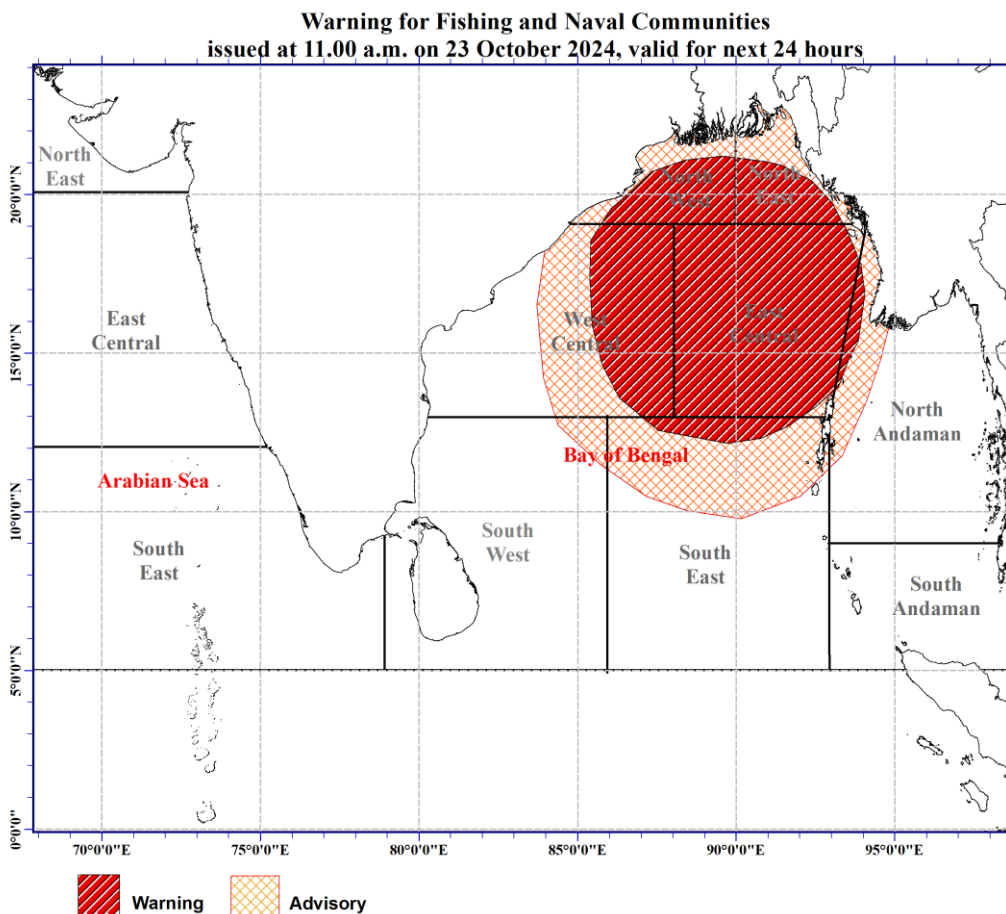 Warning for Fishing and Naval Communities
issued at 11.00 a.m. on 23 October 2024, valid for next 24 hours
North
East
North
West
North
East
20°0'0"N
East
Central
West
Central
East
Central
15°0'0"N
North
Andaman
Bay of Bengal
Arabian Sea
10°0'0"N
South
East
South
West
South
East
South
Andaman
5°0'0"N
0°0'0"
70°0'0"E
75°0'0"E
80°0'0"E
85°0'0"E
90°0'0"E
95°0'0"E
Warning
Advisory